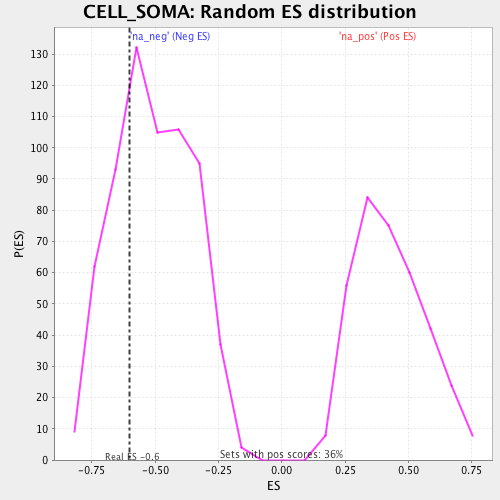 CELL_SOMA: Random ES distribution
'na_neg' (Neg ES)
'na_pos' (Pos ES)
130
120
110
100
90
80
70
60
50
40
30
20
10
0
P(ES)
Real ES -0.6
Sets with pos scores: 36%
-0.75 -0.50 -0.25 0.00 0.25 0.50 0.75
ES